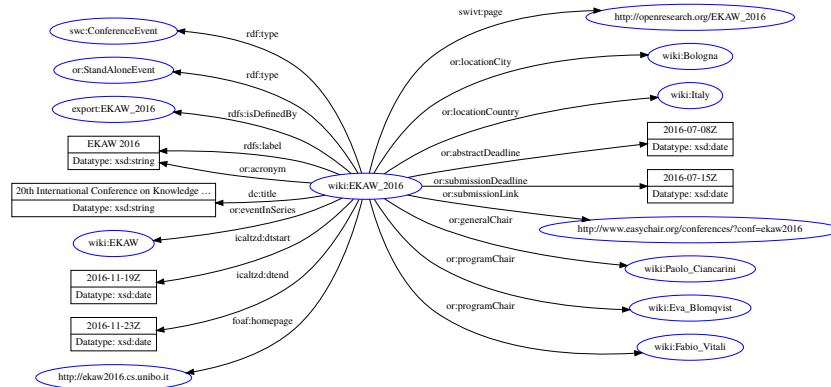 swc:ConferenceEvent
rdf:type
or:StandAloneEvent
rdf:type
export:EKAW_2016
rdfs:isDefinedBy
EKAW 2016
Datatype: xsd:string
rdfs:label
or:acronym
20th International Conference on Knowledge ...
Datatype: xsd:string
dc:title
or:eventInSeries
wiki:EKAW
icaltzd:dtstart
2016-11-19Z
Datatype: xsd:date
icaltzd:dtend
2016-11-23Z
Datatype: xsd:date
foaf:homepage
http://ekaw2016.cs.unibo.it
wiki:EKAW_2016
swivt:page
http://openresearch.org/EKAW_2016
or:locationCity
wiki:Bologna
or:locationCountry
wiki:Italy
or:abstractDeadline
2016-07-08Z
Datatype: xsd:date
or:submissionDeadline
2016-07-15Z
Datatype: xsd:date
or:submissionLink
http://www.easychair.org/conferences/?conf=ekaw2016
or:generalChair
wiki:Paolo_Ciancarini
or:programChair
wiki:Eva_Blomqvist
or:programChair
wiki:Fabio_Vitali